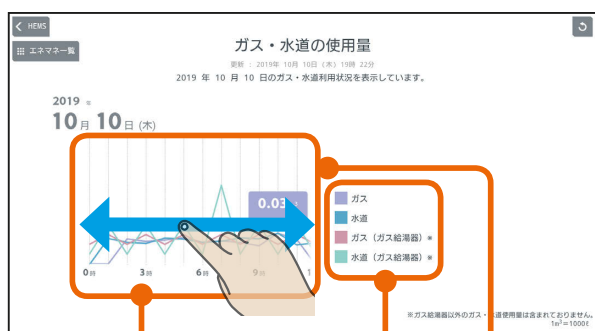 HEMS
エネマネ一覧
ガス・水道の使用量
更新 : 2019年 10月 10日 (木) 19時 22分
2019 年 10 月 10 日のガス・水道利用状況を表示しています。
2019 年
10月 10日 (木)
0.03
ガス
水道
ガス（ガス給湯器）※
水道（ガス給湯器）※
0時 3時 6時 9時 1
※ガス給湯器以外のガス・水道使用量は含まれておりません。
1m³=1000ℓ